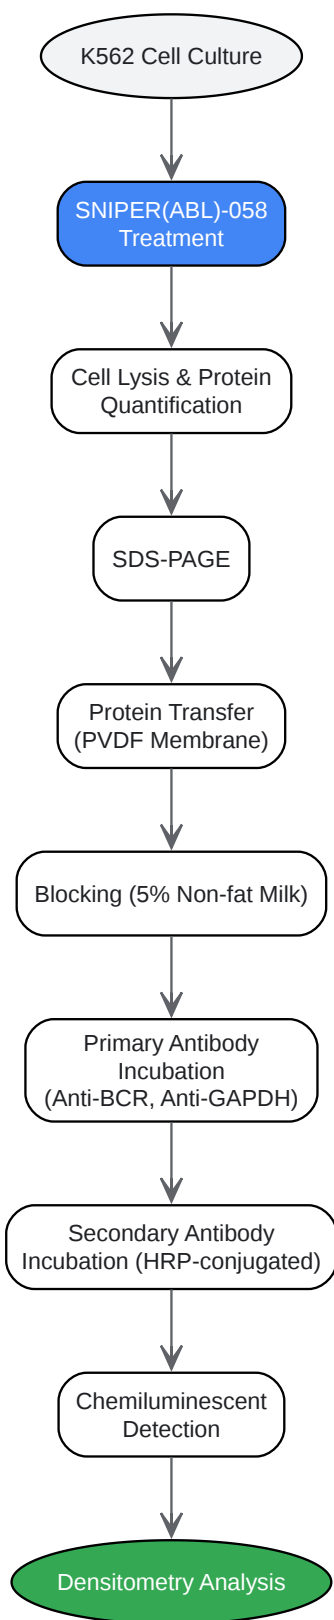 K562 Cell Culture
SNIPER(ABL)-058
Treatment
Cell Lysis & Protein
Quantification
SDS-PAGE
Protein Transfer
(PVDF Membrane)
Blocking (5% Non-fat Milk)
Primary Antibody
Incubation
(Anti-BCR, Anti-GAPDH)
Secondary Antibody
Incubation (HRP-conjugated)
Chemiluminescent
Detection
Densitometry Analysis